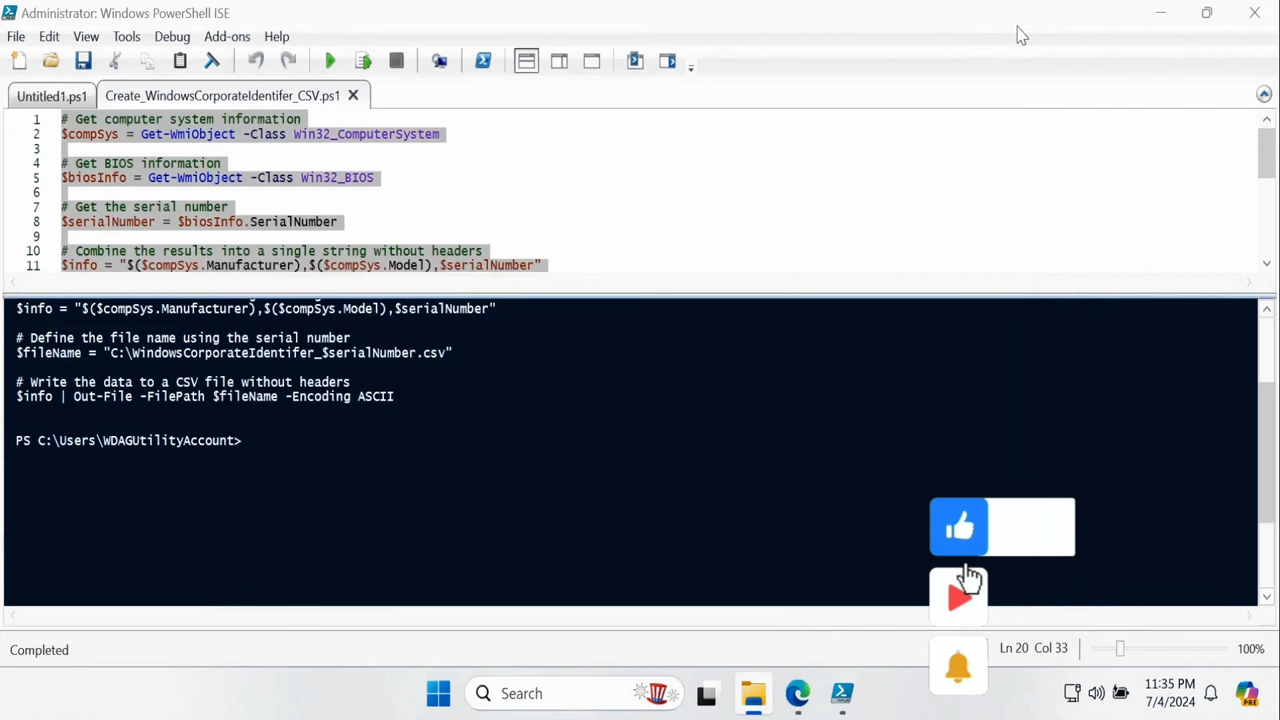 Administrator: Windows PowerShell ISE
File Edit View Tools Debug Add-ons Help
Untitled1.ps1 Create_WindowsCorporateIdentifer_CSV.ps1
1 # Get computer system information
2 $compSys = Get-WmiObject -Class Win32_ComputerSystem
3
4 # Get BIOS information
5 $biosInfo = Get-WmiObject -Class Win32_BIOS
6
7 # Get the serial number
8 $serialNumber = $biosInfo.SerialNumber
9
10 # Combine the results into a single string without headers
11 $info = "$($compSys.Manufacturer),$($compSys.Model),$serialNumber"
$info = "$($compSys.Manufacturer),$($compSys.Model),$serialNumber"
# Define the file name using the serial number
$fileName = "C:\WindowsCorporateIdentifer_$serialNumber.csv"
# Write the data to a CSV file without headers
$info | Out-File -FilePath $fileName -Encoding ASCII
PS C:\Users\WDAGUtilityAccount>
Completed
Ln 20 Col 33
100%
Search
11:35 PM
7/4/2024
PRE